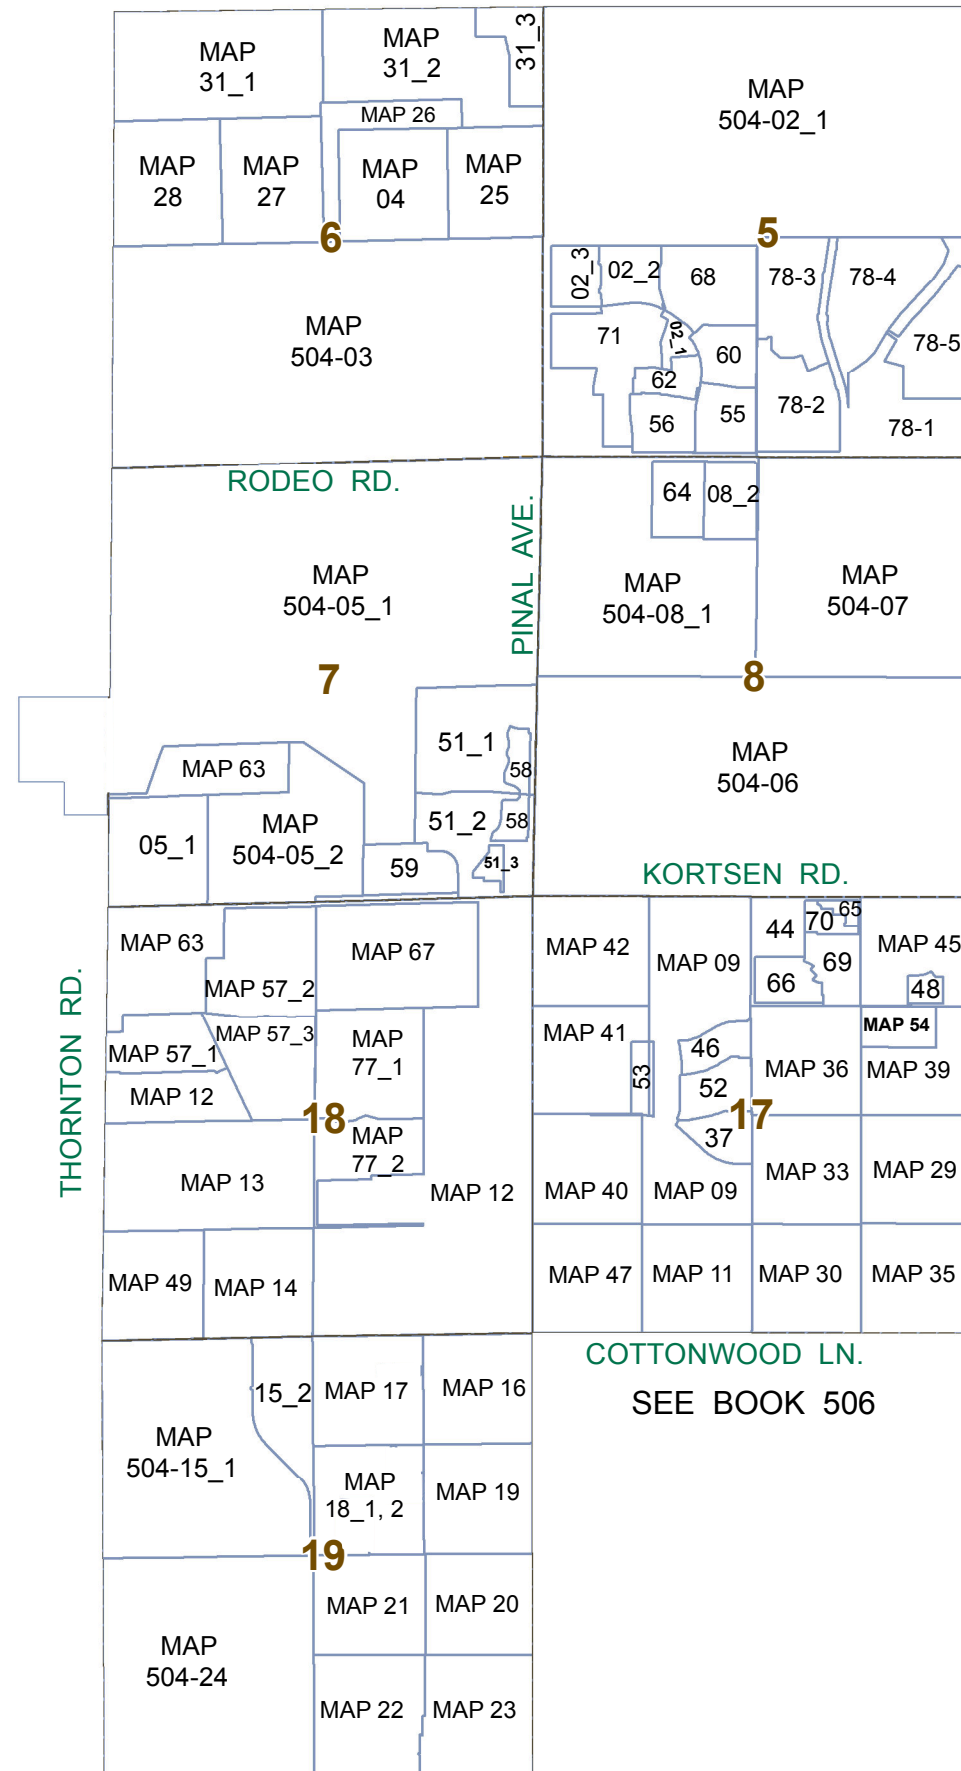 MAP
31_1
MAP
31_2
31_3
MAP 26
MAP
28
MAP
27
MAP
04
MAP
25
6
MAP
504-03
MAP
504-02_1
5
02_3
02_2
68
78-3
78-4
71
02_1
60
78-5
62
56
55
78-2
78-1
RODEO RD.
PINAL AVE.
64
08_2
MAP
504-05_1
MAP
504-08_1
MAP
504-07
7
8
51_1
58
MAP 63
MAP
504-06
05_1
MAP
504-05_2
51_2
58
59
51_3
KORTSEN RD.
THORNTON RD.
MAP 63
MAP 57_2
MAP 67
MAP 57_1
MAP 57_3
MAP
77_1
MAP 12
18
MAP
77_2
MAP 13
MAP 12
MAP 49
MAP 14
MAP 42
MAP 09
44
70
65
69
66
MAP 45
48
MAP 41
53
46
52
37
MAP 36
MAP 54
MAP 39
17
MAP 40
MAP 09
MAP 33
MAP 29
MAP 47
MAP 11
MAP 30
MAP 35
COTTONWOOD LN.
SEE BOOK 506
15_2
MAP 17
MAP 16
MAP
504-15_1
MAP
18_1, 2
MAP 19
19
MAP 21
MAP 20
MAP
504-24
MAP 22
MAP 23